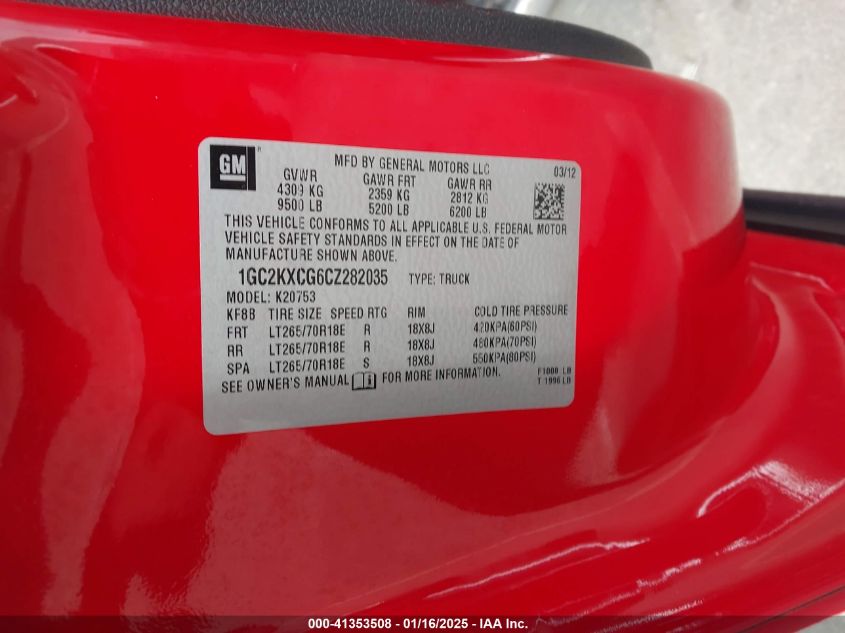 GM
MFD BY GENERAL MOTORS LLC
03/12
GVWR GAWR FRT GAWR RR
4309 KG 2359 KG 2812 KG
9500 LB 5200 LB 6200 LB
THIS VEHICLE CONFORMS TO ALL APPLICABLE U.S. FEDERAL MOTOR
VEHICLE SAFETY STANDARDS IN EFFECT ON THE DATE OF
MANUFACTURE SHOWN ABOVE.
1GC2KXCG6CZ282035 TYPE: TRUCK
MODEL: K20753
KF8B TIRE SIZE SPEED RTG RIM COLD TIRE PRESSURE
FRT LT265/70R18E R 18X8J 420KPA(60PSI)
RR LT265/70R18E R 18X8J 480KPA(70PSI)
SPA LT265/70R18E S 18X8J 550KPA(80PSI)
SEE OWNER'S MANUAL FOR MORE INFORMATION.
F1000 LB
T 1996 LB
000-41353508 - 01/16/2025 - IAA Inc.